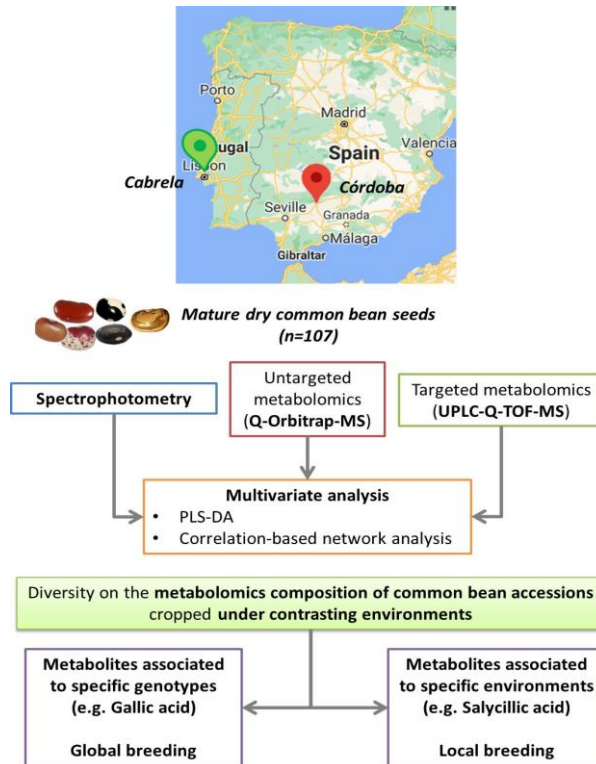 Porto
Madrid
ugal
Valencia
Spain
Lisbon
Cabrela
Córdoba
Seville
Granada
Málaga
Gibraltar
Mature dry common bean seeds
(n=107)
Spectrophotometry
Untargeted
metabolomics
(Q-Orbitrap-MS)
Targeted metabolomics
(UPLC-Q-TOF-MS)
Multivariate analysis
• PLS-DA
• Correlation-based network analysis
Diversity on the metabolomics composition of common bean accessions
cropped under contrasting environments
Metabolites associated
to specific genotypes
(e.g. Gallic acid)
Global breeding
Metabolites associated
to specific environments
(e.g. Salycillic acid)
Local breeding